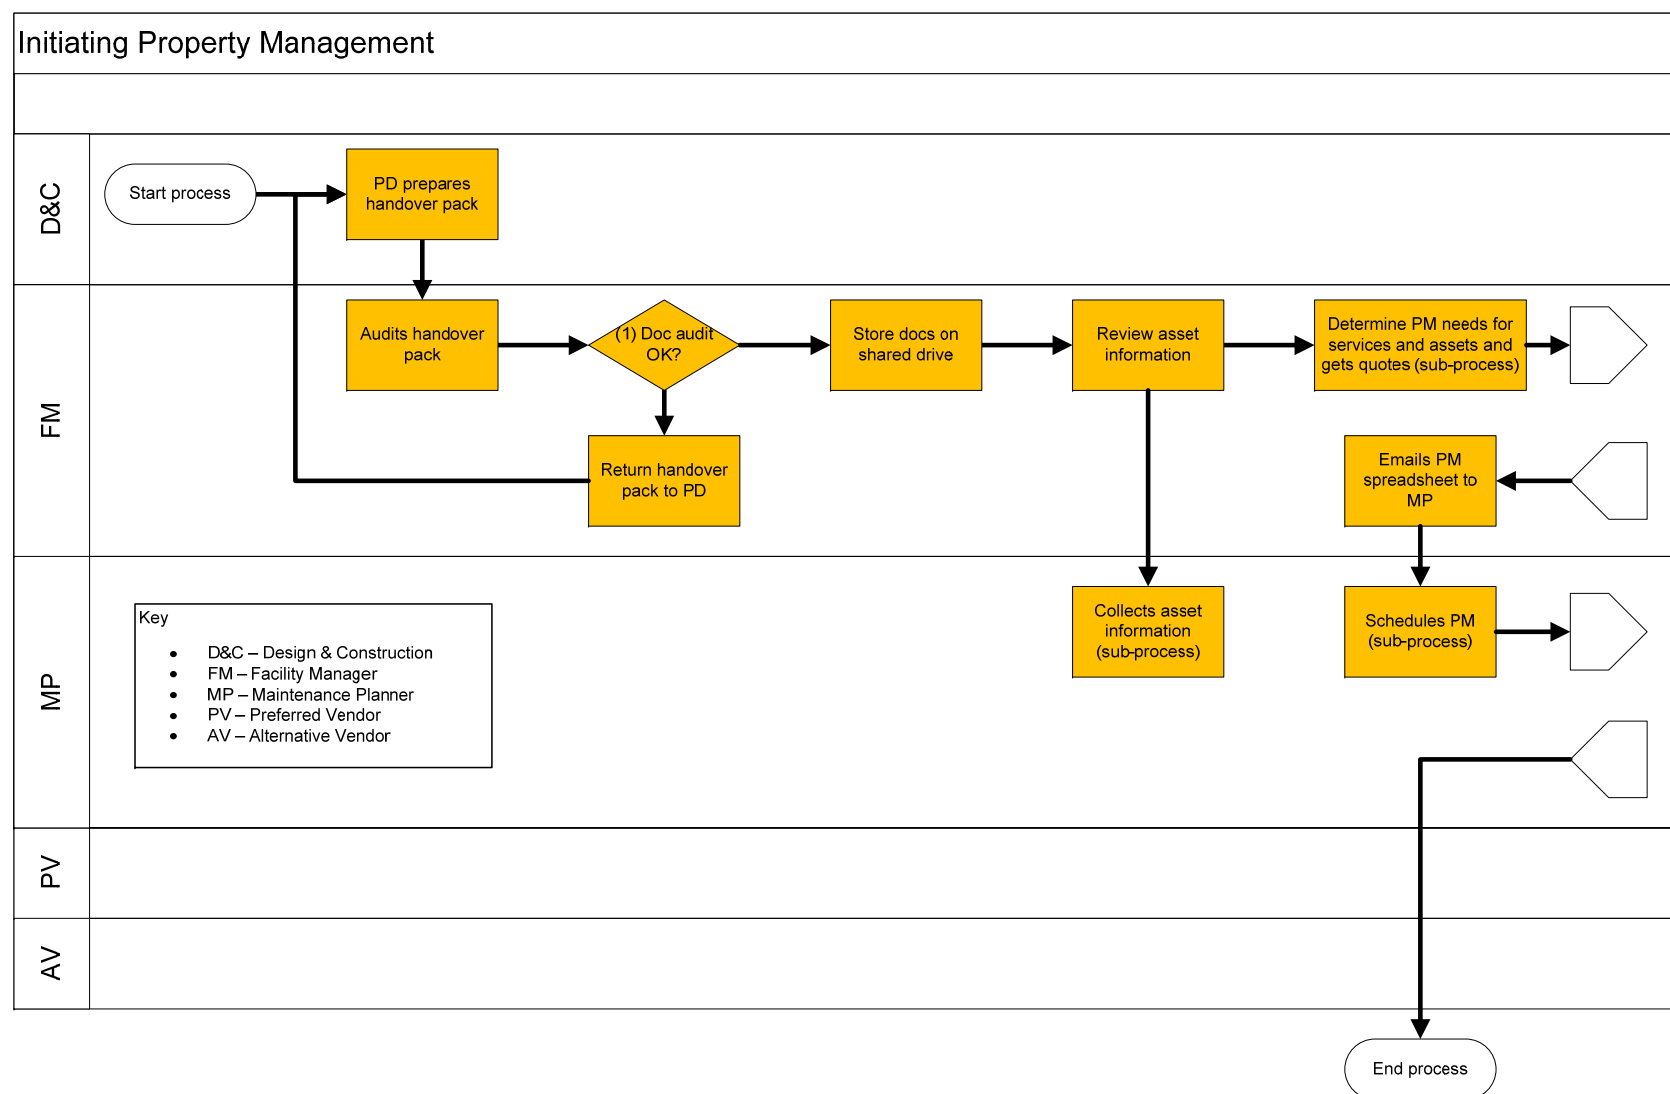 Initiating Property Management
D&C
Start process
PD prepares
handover pack
FM
Audits handover
pack
(1) Doc audit
OK?
Store docs on
shared drive
Review asset
information
Determine PM needs for
services and assets and
gets quotes (sub-process)
Return handover
pack to PD
Emails PM
spreadsheet to
MP
MP
Key
• D&C – Design & Construction
• FM – Facility Manager
• MP – Maintenance Planner
• PV – Preferred Vendor
• AV – Alternative Vendor
Collects asset
information
(sub-process)
Schedules PM
(sub-process)
PV
AV
End process